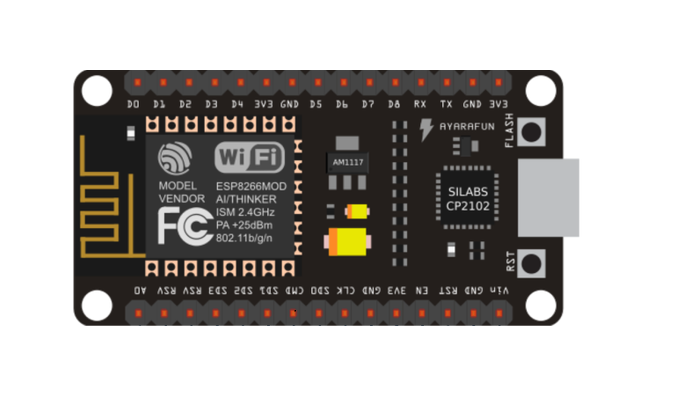 D0 D1 D2 D3 D4 3V3 GND D5 D6 D7 D8 RX TX GND 3V3
AYARAFUN
FLASH
WiFi
AM1117
MODEL
VENDOR
ESP8266MOD
AI/THINKER
ISM 2.4GHz
PA +25dBm
802.11b/g/n
FC
SILABS
CP2102
RST
A0 RSV RSV SD3 SD2 SD1 CMD SD0 CLK GND 3V3 EN RST GND Vin